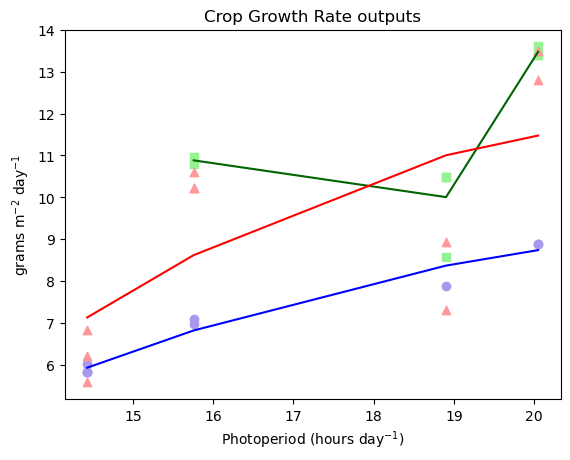 Crop Growth Rate outputs
14
13
12
11
10
9
8
7
6
grams m⁻² day⁻¹
15 16 17 18 19 20
Photoperiod (hours day⁻¹)